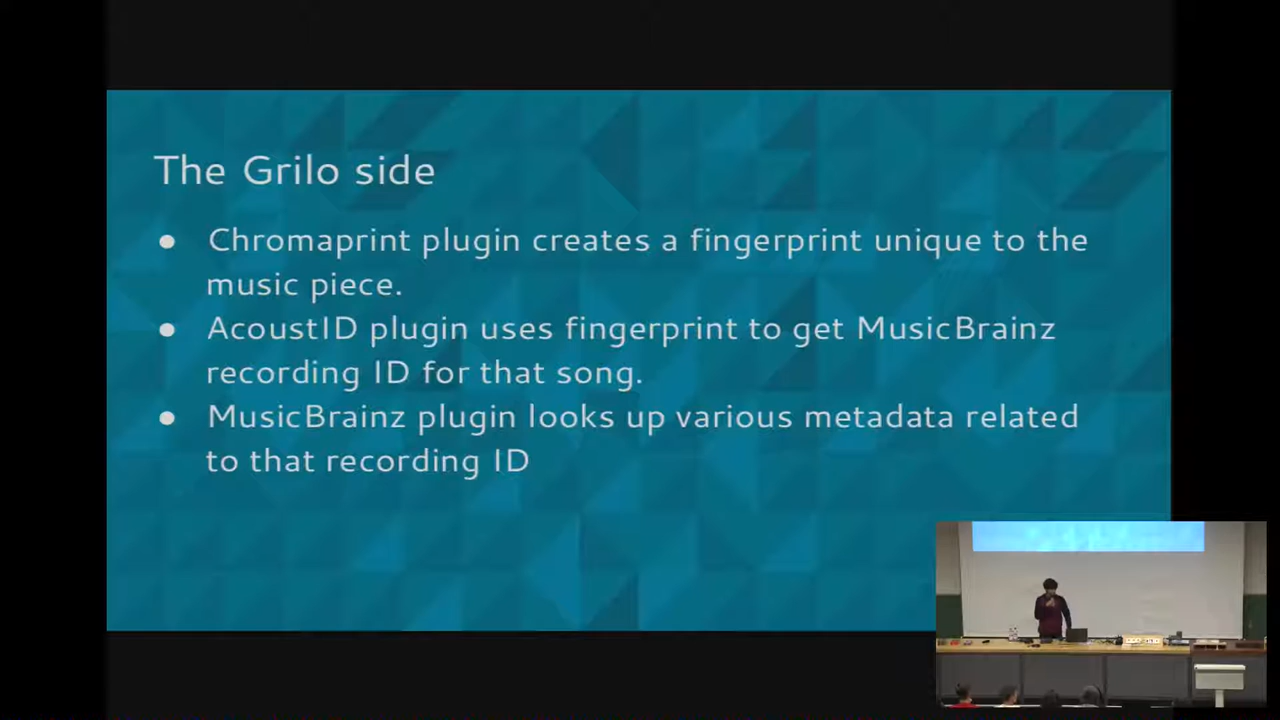 The Grilo side
● Chromaprint plugin creates a fingerprint unique to the
music piece.
● AcoustID plugin uses fingerprint to get MusicBrainz
recording ID for that song.
● MusicBrainz plugin looks up various metadata related
to that recording ID